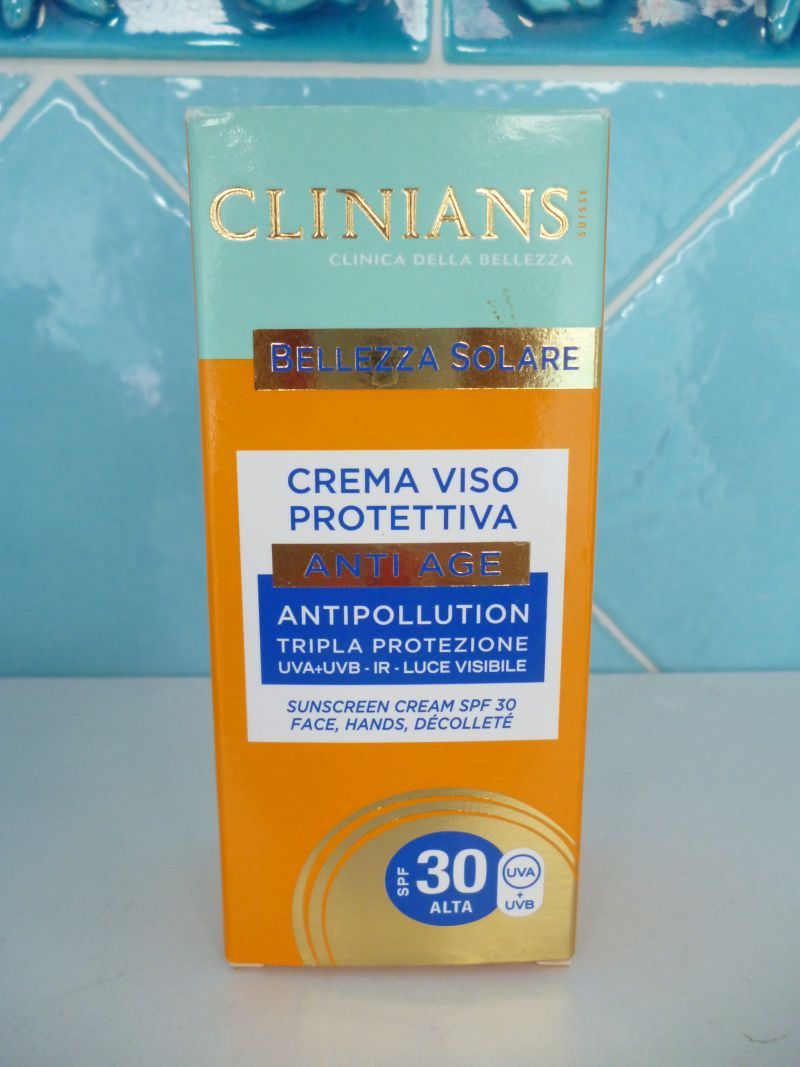 CLINIANS
SUISSE
CLINICA DELLA BELLEZZA
BELLEZZA SOLARE
CREMA VISO
PROTETTIVA
ANTI AGE
ANTIPOLLUTION
TRIPLA PROTEZIONE
UVA+UVB - IR - LUCE VISIBILE
SUNSCREEN CREAM SPF 30
FACE, HANDS, DÉCOLLETÉ
SPF 30
ALTA
UVA
+
UVB